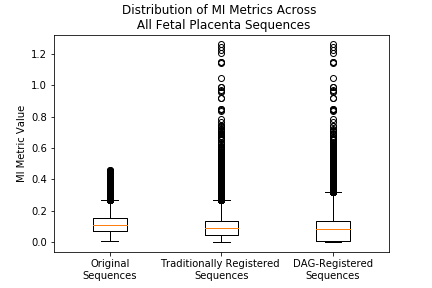 Distribution of MI Metrics Across
All Fetal Placenta Sequences
MI Metric Value
1.2
1.0
0.8
0.6
0.4
0.2
0.0
Original
Sequences
Traditionally Registered
Sequences
DAG-Registered
Sequences